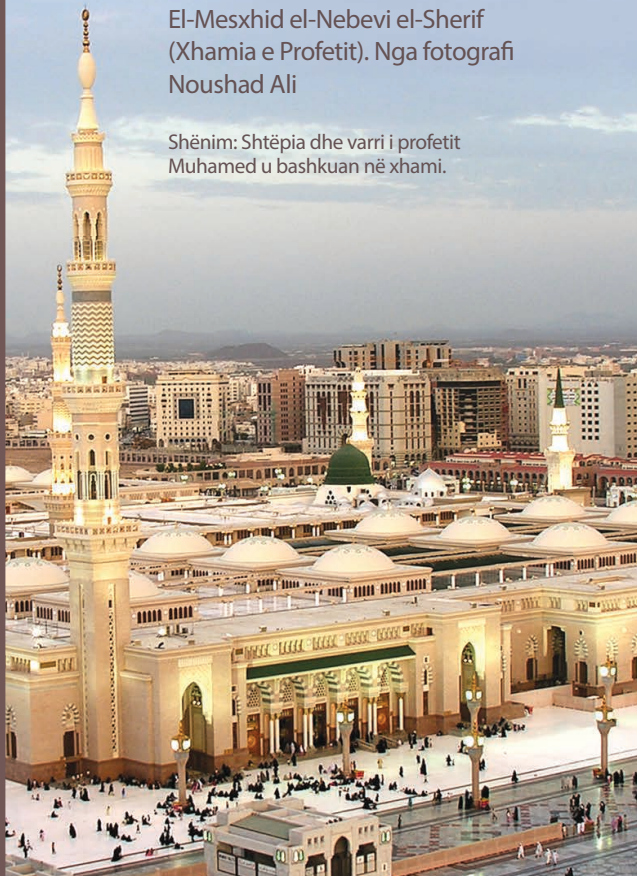 El-Mesxhid el-Nebevi el-Sherif
(Xhamia e Profetit). Nga fotografi
Noushad Ali
Shënim: Shtëpia dhe varri i profetit
Muhamed u bashkuan në xhami.